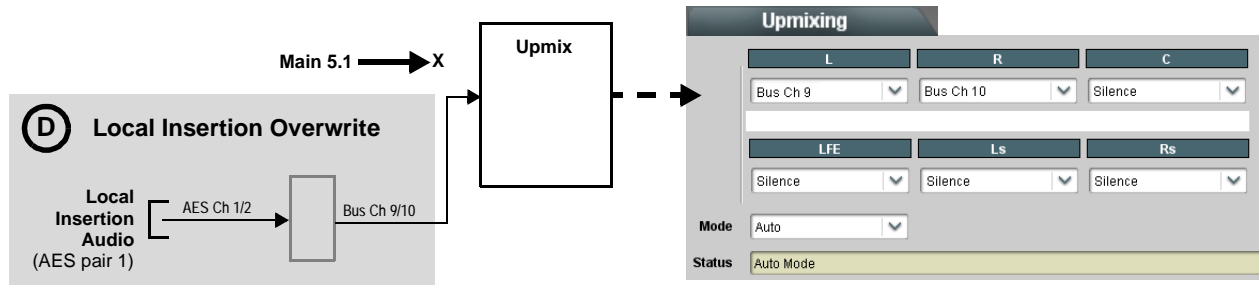 Main 5.1
X
Upmix
D
Local Insertion Overwrite
Local
Insertion
Audio
(AES pair 1)
AES Ch 1/2
Bus Ch 9/10
Upmixing
L R C
Bus Ch 9 Bus Ch 10 Silence
LFE Ls Rs
Silence Silence Silence
Mode Auto
Status Auto Mode